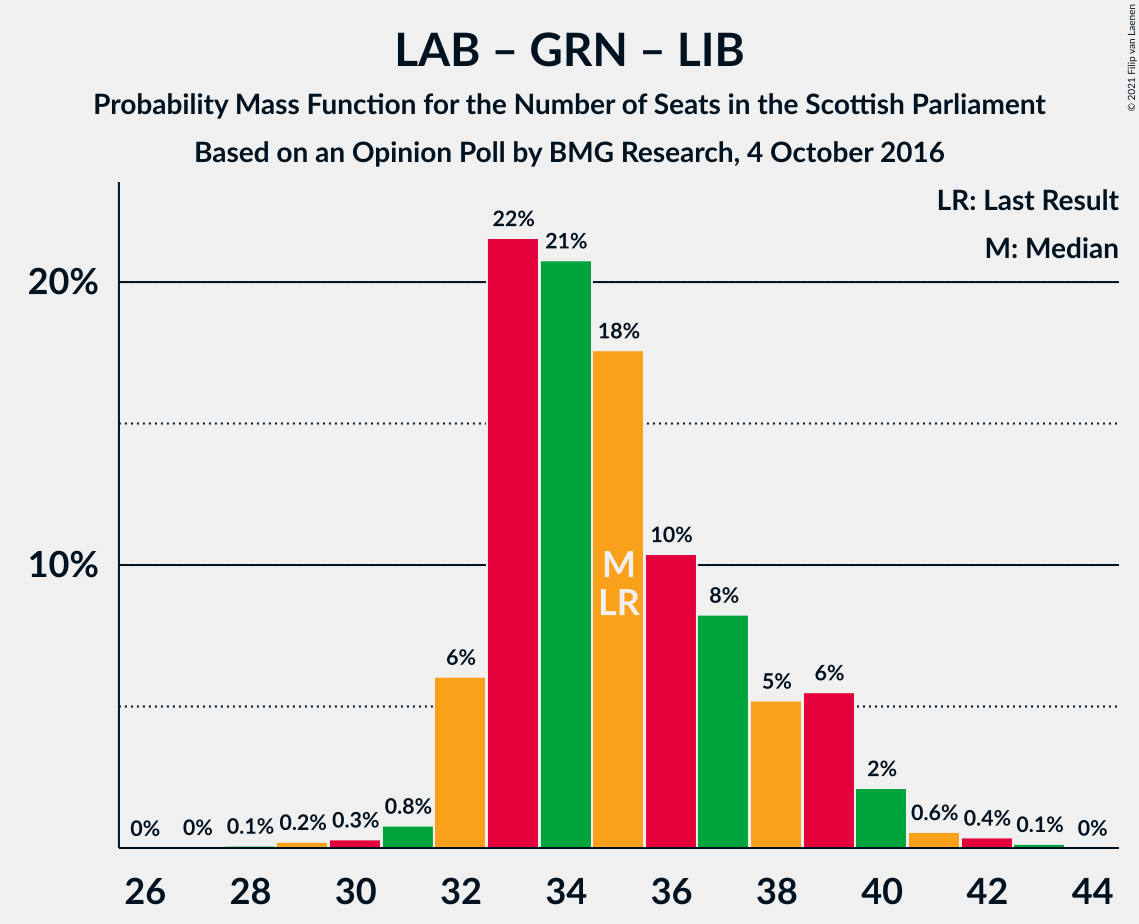 LAB – GRN – LIB
Probability Mass Function for the Number of Seats in the Scottish Parliament
Based on an Opinion Poll by BMG Research, 4 October 2016
© 2021 Filip van Laenen
LR: Last Result
M: Median
20%
10%
0%
0%
0.1%
0.2%
0.3%
0.8%
6%
22%
21%
18%
10%
8%
5%
6%
2%
0.6%
0.4%
0.1%
0%
M
LR
26 28 30 32 34 36 38 40 42 44